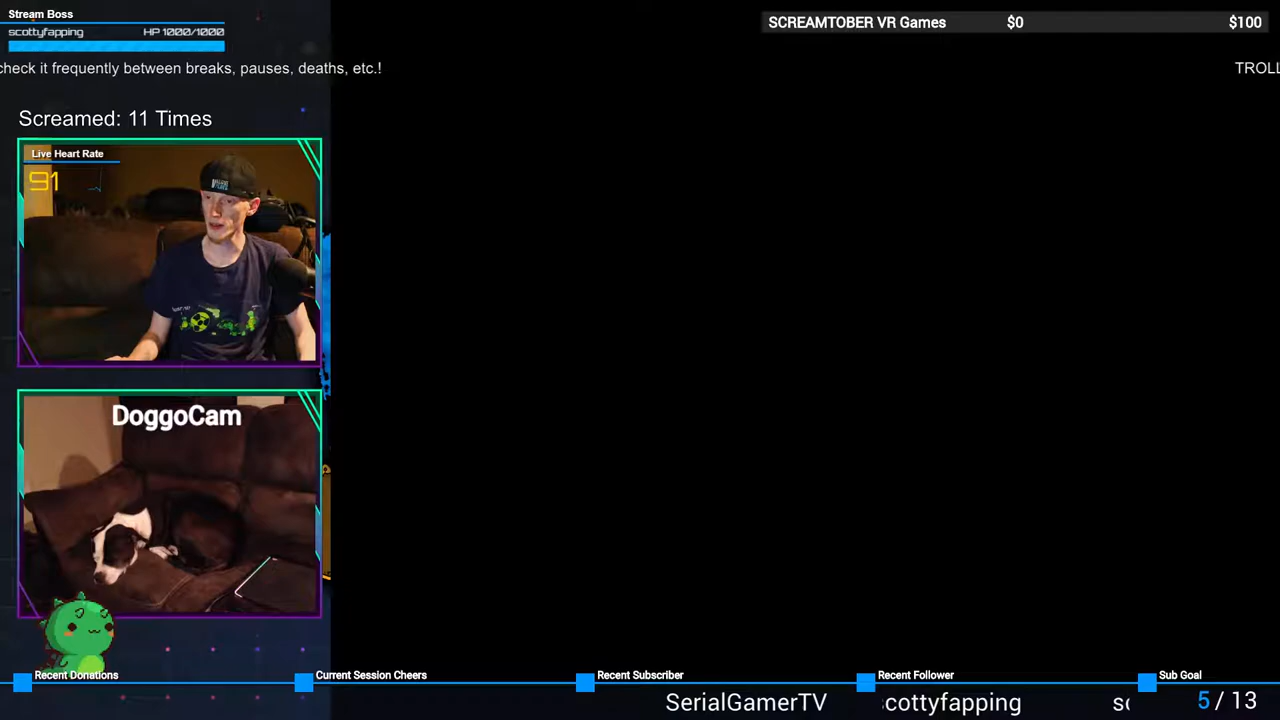 Stream Boss
scottyfapping HP 1000/1000
SCREAMTOBER VR Games $0 $100
check it frequently between breaks, pauses, deaths, etc.!
TROLL
Screamed: 11 Times
Live Heart Rate
91
DoggoCam
Recent Donations
Current Session Cheers
Recent Subscriber
SerialGamerTV
Recent Follower
scottyfapping sc
Sub Goal
5 / 13